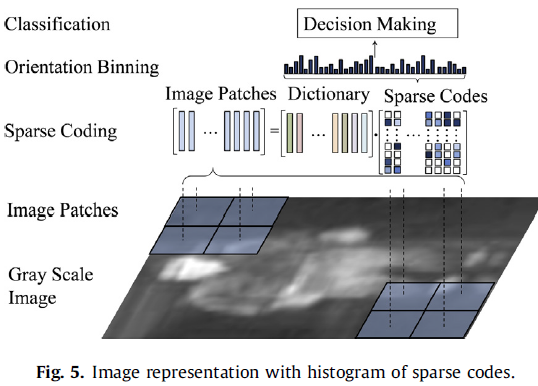 Classification
Decision Making
Orientation Binning
Image Patches
Dictionary
Sparse Codes
Sparse Coding
...
=
...
.
...
Image Patches
Gray Scale
Image
Fig. 5. Image representation with histogram of sparse codes.